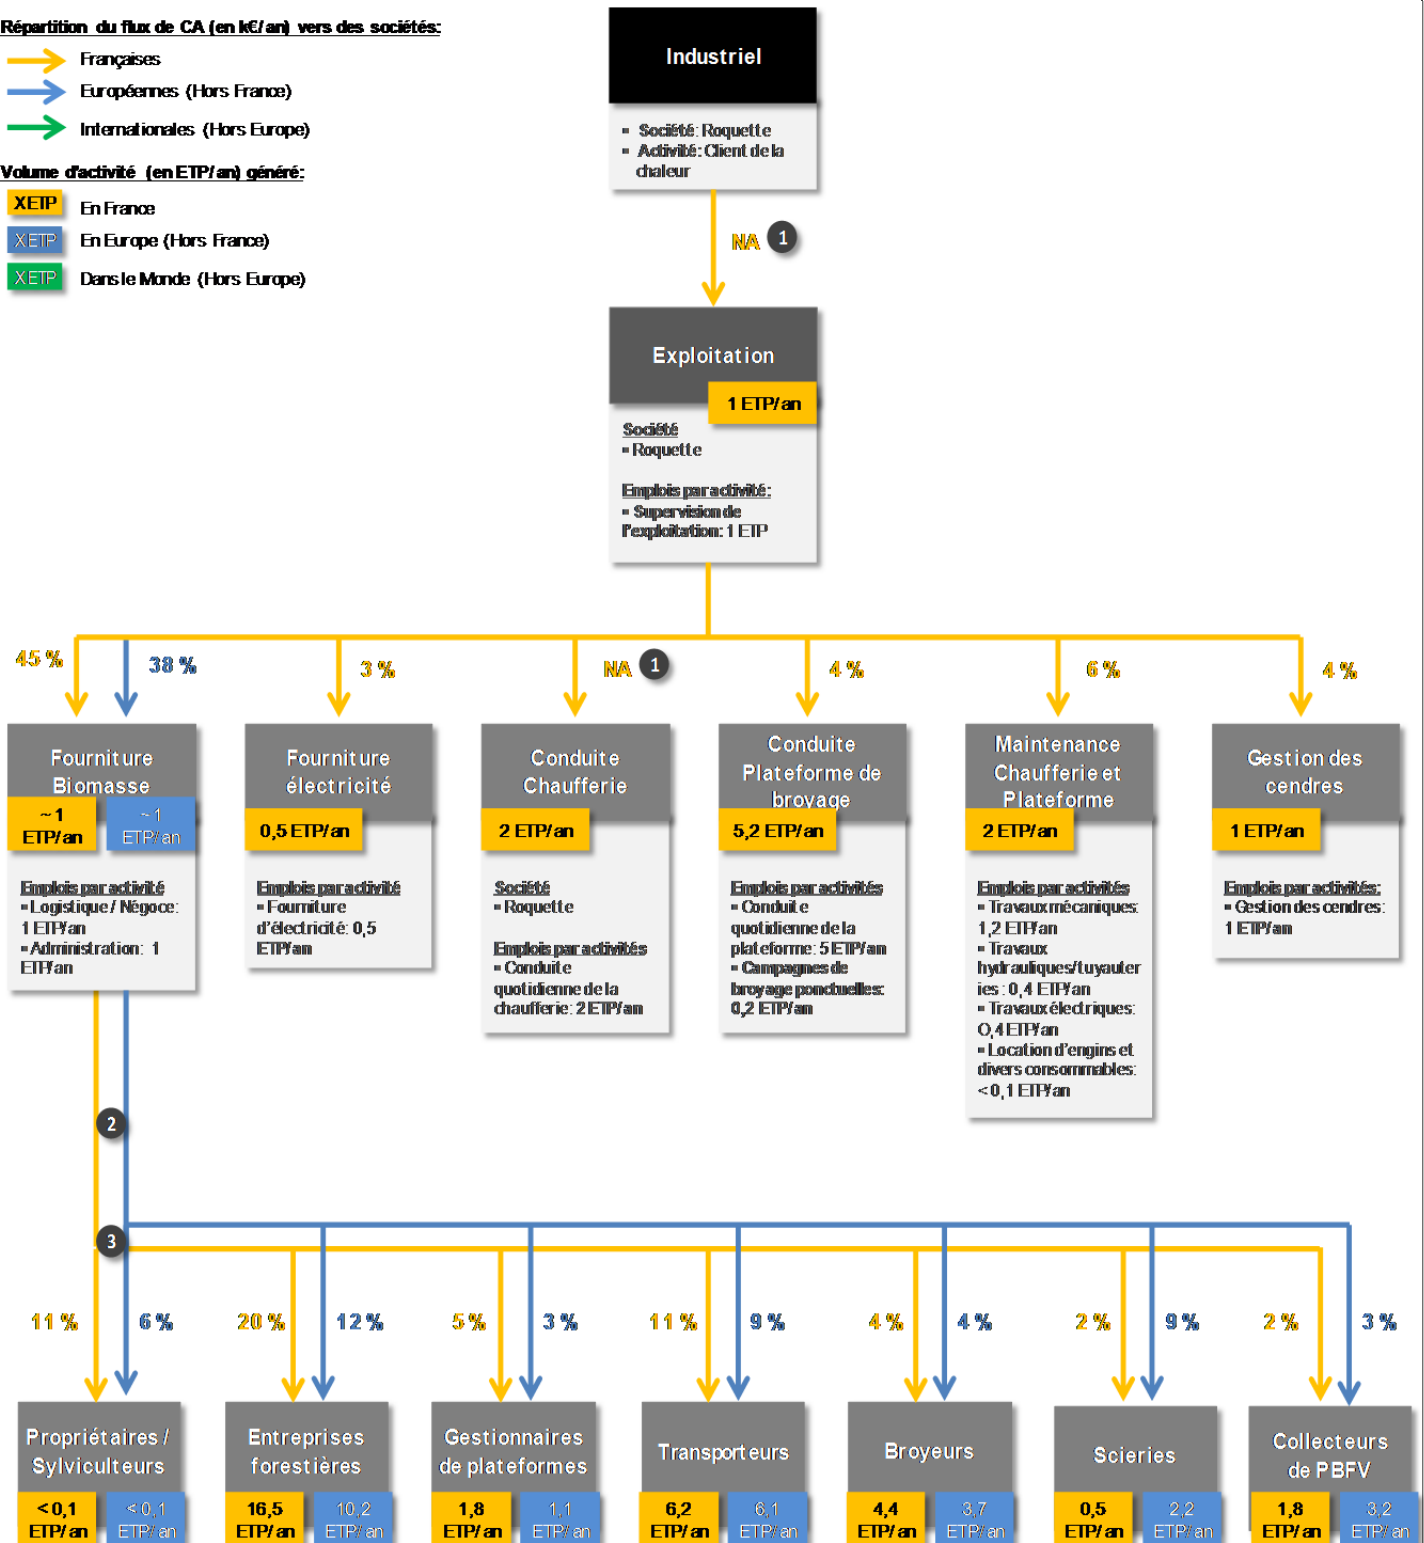 Répartition du flux de CA (en k€/an) vers des sociétés:
Françaises
Européennes (Hors France)
Internationales (Hors Europe)
Volume d'activité (en ETP/an) généré:
XETP
En France
XETP
En Europe (Hors France)
XETP
Dans le Monde (Hors Europe)
Industriel
▪ Société: Roquette
▪ Activité: Client de la
chaleur
NA 1
Exploitation
1 ETP/an
Société
▪ Roquette
Emplois par activité:
▪ Supervision de
l'exploitation: 1 ETP
45 %
38 %
3 %
NA 1
4 %
6 %
4 %
Fourniture
Biomasse
~ 1
ETP/an
~ 1
ETP/an
Emplois par activité
▪ Logistique / Négoce:
1 ETP/an
▪ Administration: 1
ETP/an
Fourniture
électricité
0,5 ETP/an
Emplois par activité
▪ Fourniture
d'électricité: 0,5
ETP/an
Conduite
Chaufferie
2 ETP/an
Société
▪ Roquette
Emplois par activités
▪ Conduite
quotidienne de la
chaufferie: 2 ETP/an
Conduite
Plateforme de
broyage
5,2 ETP/an
Emplois par activités
▪ Conduite
quotidienne de la
plateforme: 5 ETP/an
▪ Campagnes de
broyage ponctuelles:
0,2 ETP/an
Maintenance
Chaufferie et
Plateforme
2 ETP/an
Emplois par activités
▪ Travaux mécaniques:
1,2 ETP/an
▪ Travaux
hydrauliques/tuyauter
ies : 0,4 ETP/an
▪ Travaux électriques:
0,4 ETP/an
▪ Location d'engins et
divers consommables:
< 0,1 ETP/an
Gestion des
cendres
1 ETP/an
Emplois par activités:
▪ Gestion des cendres:
1 ETP/an
2
3
11 %
6 %
20 %
12 %
5 %
3 %
11 %
9 %
4 %
4 %
2 %
9 %
2 %
3 %
Propriétaires /
Sylviculteurs
< 0,1
ETP/an
< 0,1
ETP/an
Entreprises
forestières
16,5
ETP/an
10,2
ETP/an
Gestionnaires
de plateformes
1,8
ETP/an
1,1
ETP/an
Transporteurs
6,2
ETP/an
6,1
ETP/an
Broyeurs
4,4
ETP/an
3,7
ETP/an
Scieries
0,5
ETP/an
2,2
ETP/an
Collecteurs
de PBFV
1,8
ETP/an
3,2
ETP/an